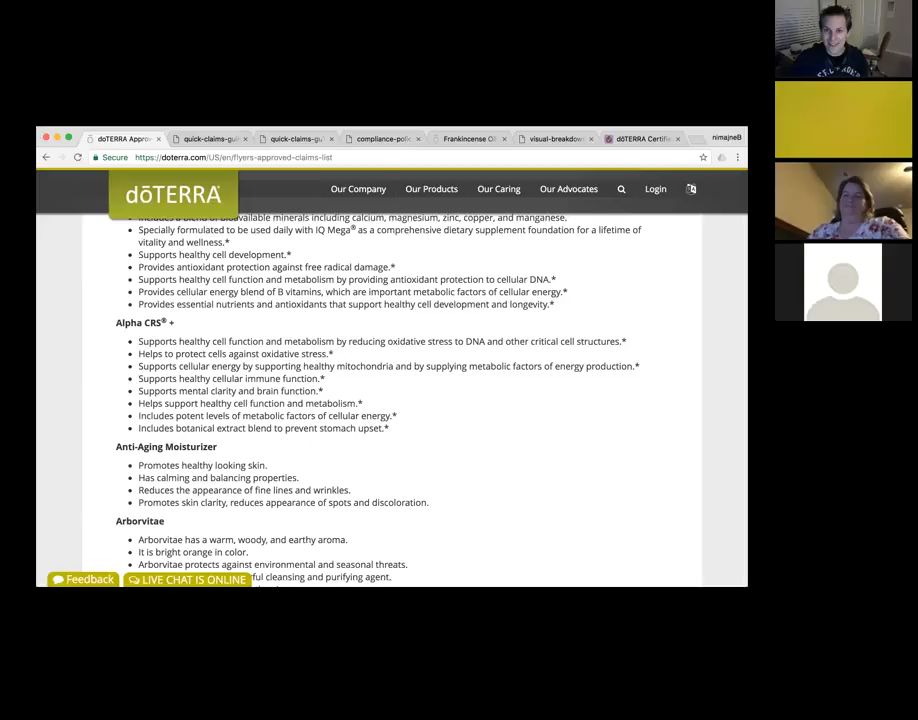 doTERRA Approv
quick-claims-gu
quick-claims-gu
compliance-polic
Frankincense Oi
visual-breakdow
dōTERRA Certifie
Secure
https://doterra.com/US/en/flyers-approved-claims-list
dōTERRA
Our Company
Our Products
Our Caring
Our Advocates
Login
Includes a blend of bioavailable minerals including calcium, magnesium, zinc, copper, and manganese.
Specially formulated to be used daily with IQ Mega® as a comprehensive dietary supplement foundation for a lifetime of
vitality and wellness.*
Supports healthy cell development.*
Provides antioxidant protection against free radical damage.*
Supports healthy cell function and metabolism by providing antioxidant protection to cellular DNA.*
Provides cellular energy blend of B vitamins, which are important metabolic factors of cellular energy.*
Provides essential nutrients and antioxidants that support healthy cell development and longevity.*
Alpha CRS® +
Supports healthy cell function and metabolism by reducing oxidative stress to DNA and other critical cell structures.*
Helps to protect cells against oxidative stress.*
Supports cellular energy by supporting healthy mitochondria and by supplying metabolic factors of energy production.*
Supports healthy cellular immune function.*
Supports mental clarity and brain function.*
Helps support healthy cell function and metabolism.*
Includes potent levels of metabolic factors of cellular energy.*
Includes botanical extract blend to prevent stomach upset.*
Anti-Aging Moisturizer
Promotes healthy looking skin.
Has calming and balancing properties.
Reduces the appearance of fine lines and wrinkles.
Promotes skin clarity, reduces appearance of spots and discoloration.
Arborvitae
Arborvitae has a warm, woody, and earthy aroma.
It is bright orange in color.
Arborvitae protects against environmental and seasonal threats.
cleansing and purifying agent.
Feedback
LIVE CHAT IS ONLINE